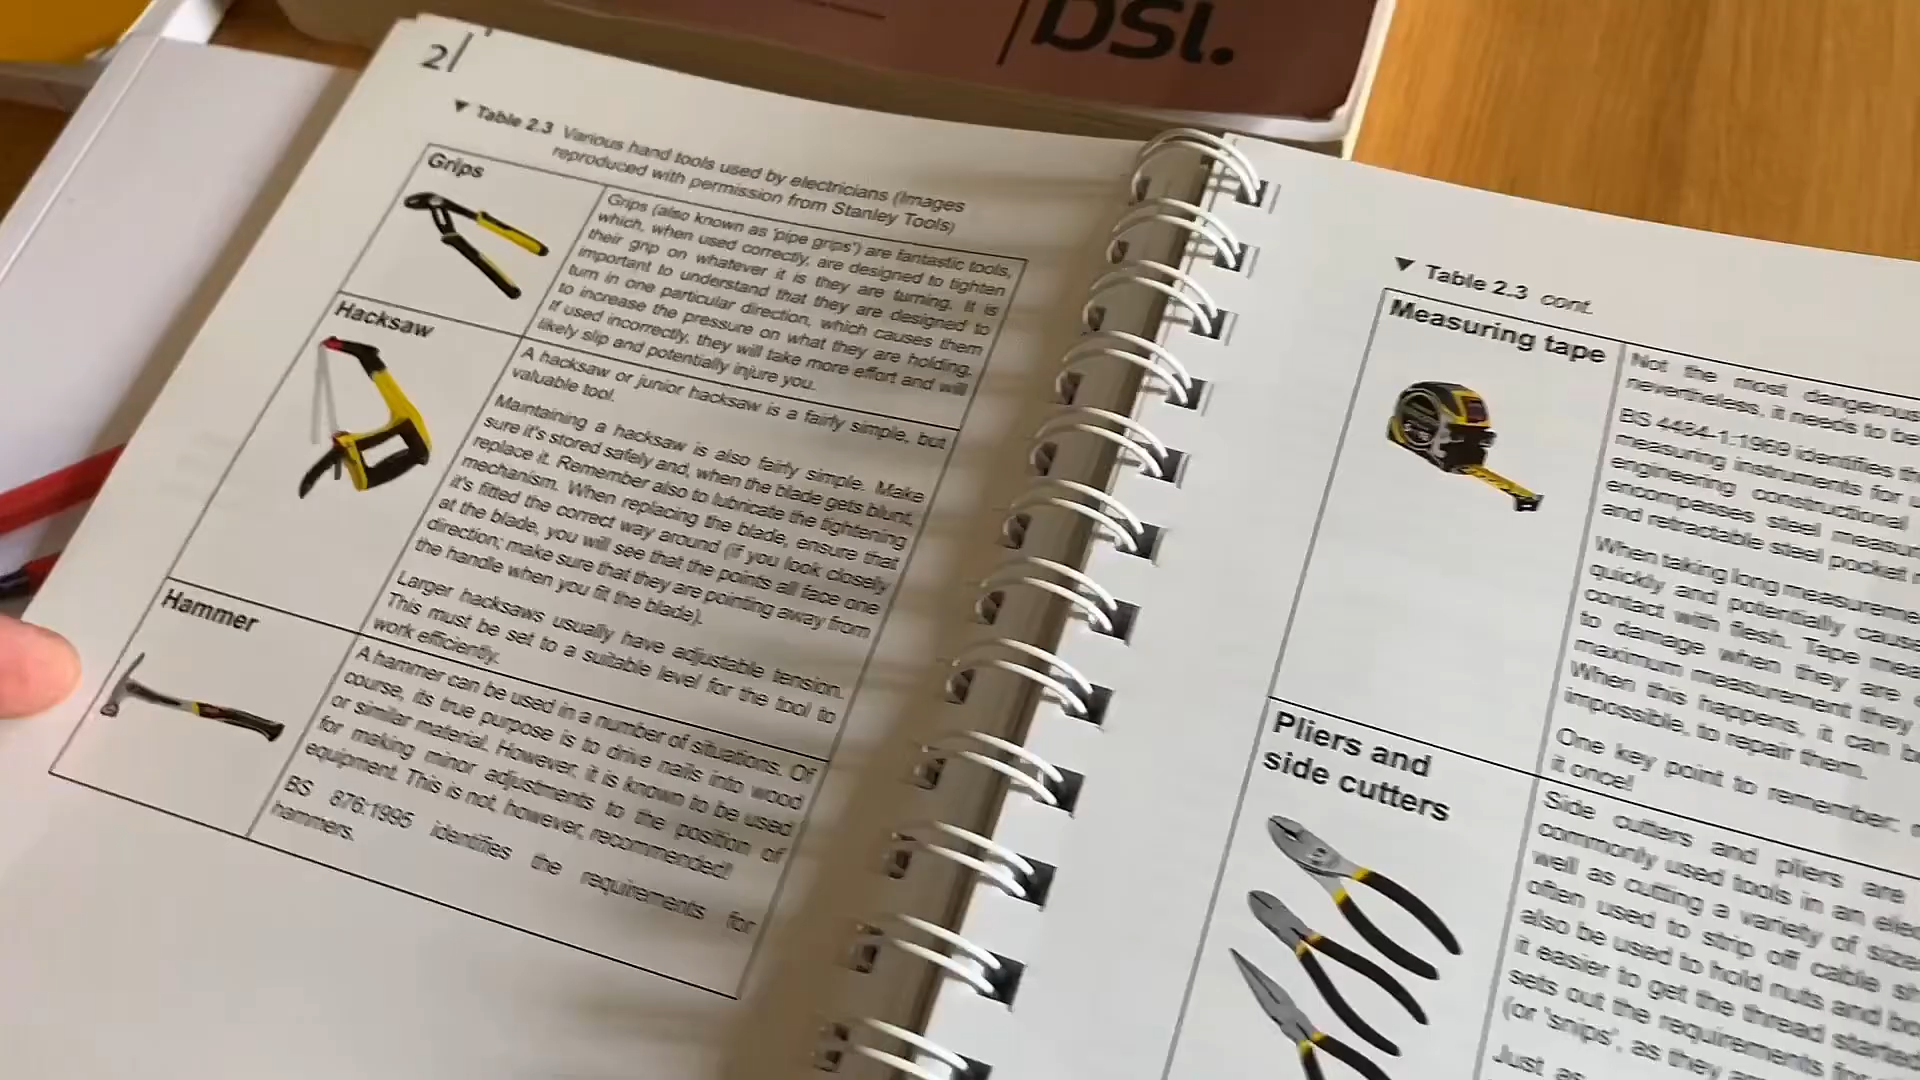 bsi.
2
▼ Table 2.3 Various hand tools used by electricians (Images
reproduced with permission from Stanley Tools)
Grips
Grips (also known as 'pipe grips') are fantastic tools,
which, when used correctly, are designed to tighten
their grip on whatever it is they are turning. It is
important to understand that they are designed to
turn in one particular direction, which causes them
to increase the pressure on what they are holding.
If used incorrectly, they will take more effort and will
likely slip and potentially injure you.
Hacksaw
A hacksaw or junior hacksaw is a fairly simple, but
valuable tool.
Maintaining a hacksaw is also fairly simple. Make
sure it's stored safely and, when the blade gets blunt,
replace it. Remember also to lubricate the tightening
mechanism. When replacing the blade, ensure that
it's fitted the correct way around (if you look closely
at the blade, you will see that the points all face one
direction; make sure that they are pointing away from
the handle when you fit the blade).
Larger hacksaws usually have adjustable tension.
This must be set to a suitable level for the tool to
work efficiently.
Hammer
A hammer can be used in a number of situations. Of
course, its true purpose is to drive nails into wood
or similar material. However, it is known to be used
for making minor adjustments to the position of
equipment. This is not, however, recommended!
BS 876:1995 identifies the requirements for
hammers.
▼ Table 2.3 cont.
Measuring tape
Not the most dangerous
nevertheless, it needs to be
BS 4484-1:1969 identifies
measuring instruments for
engineering constructional
encompasses steel
and retractable steel pocket
When taking long
quickly and potentially cause
contact with flesh. Tape
to damage when they are
maximum measurement they
When this happens, it can
impossible, to repair them.
One key point to remember:
it once!
Pliers and
side cutters
Side cutters and pliers are
commonly used tools in an
well as cutting a variety of
often used to strip off cable
also be used to hold nuts and
it easier to get the thread started
sets out the requirements for
(or 'snips', as they
Just as